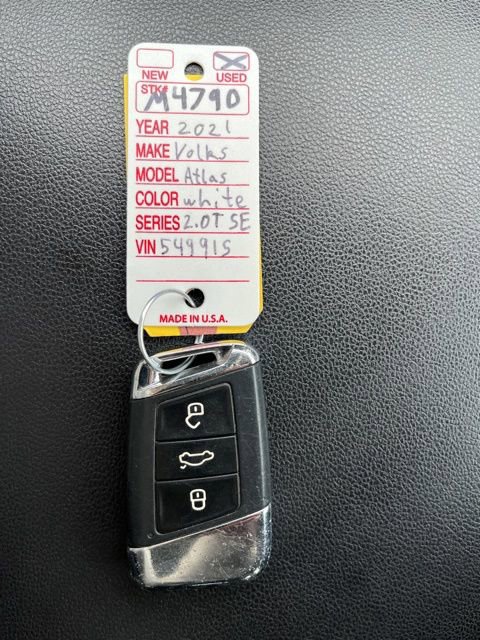 NEW
USED
STK# M4790
YEAR 2021
MAKE Volks
MODEL Atlas
COLOR white
SERIES 2.0T SE
VIN 549915
MADE IN U.S.A.